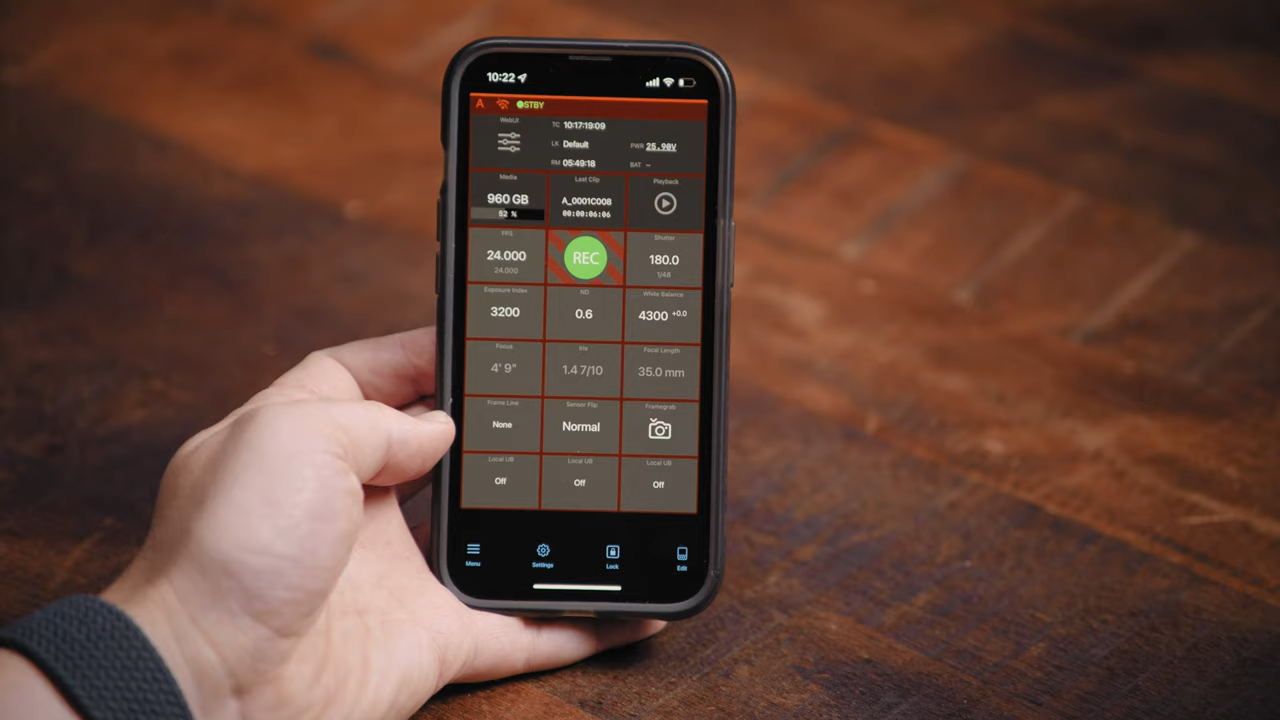 10:22
A STBY
WebUI
TC 10:17:19:09
LK Default
PWR 25.90V
RM 05:49:18
BAT --
Media
960 GB
52 %
Last Clip
A_0001C008
00:00:06:06
Playback
FPS
24.000
24.000
REC
Shutter
180.0
1/48
Exposure Index
3200
ND
0.6
White Balance
4300 +0.0
Focus
4' 9"
Iris
1.4 7/10
Focal Length
35.0 mm
Frame Line
None
Sensor Flip
Normal
Framegrab
Local UB
Off
Local UB
Off
Local UB
Off
Menu
Settings
Lock
Edit